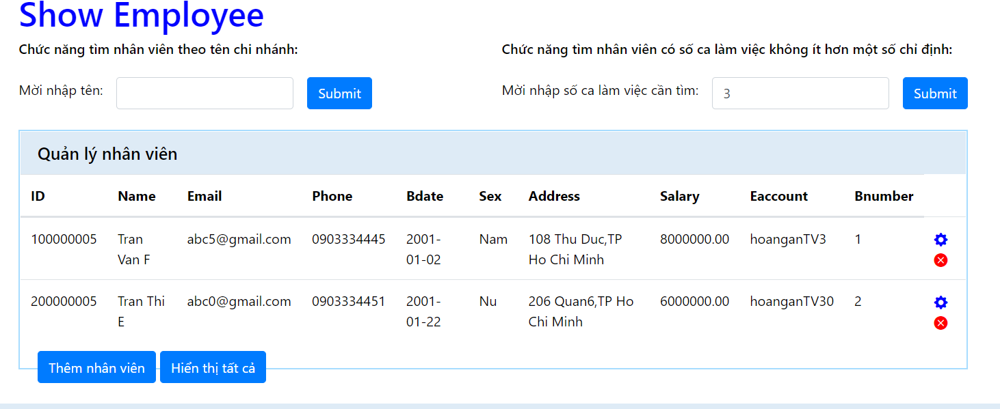 Show Employee
Chức năng tìm nhân viên theo tên chi nhánh:
Mời nhập tên:
Submit
Chức năng tìm nhân viên có số ca làm việc không ít hơn một số chỉ định:
Mời nhập số ca làm việc cần tìm:
3
Submit
Quản lý nhân viên
ID Name Email Phone Bdate Sex Address Salary Eaccount Bnumber
100000005 Tran abc5@gmail.com 0903334445 2001- Nam 108 Thu Duc,TP 8000000.00 hoanganTV3 1
Van F 01-02 Ho Chi Minh
200000005 Tran Thi abc0@gmail.com 0903334451 2001- Nu 206 Quan6,TP Ho 6000000.00 hoanganTV30 2
E 01-22 Chi Minh
Thêm nhân viên Hiển thị tất cả